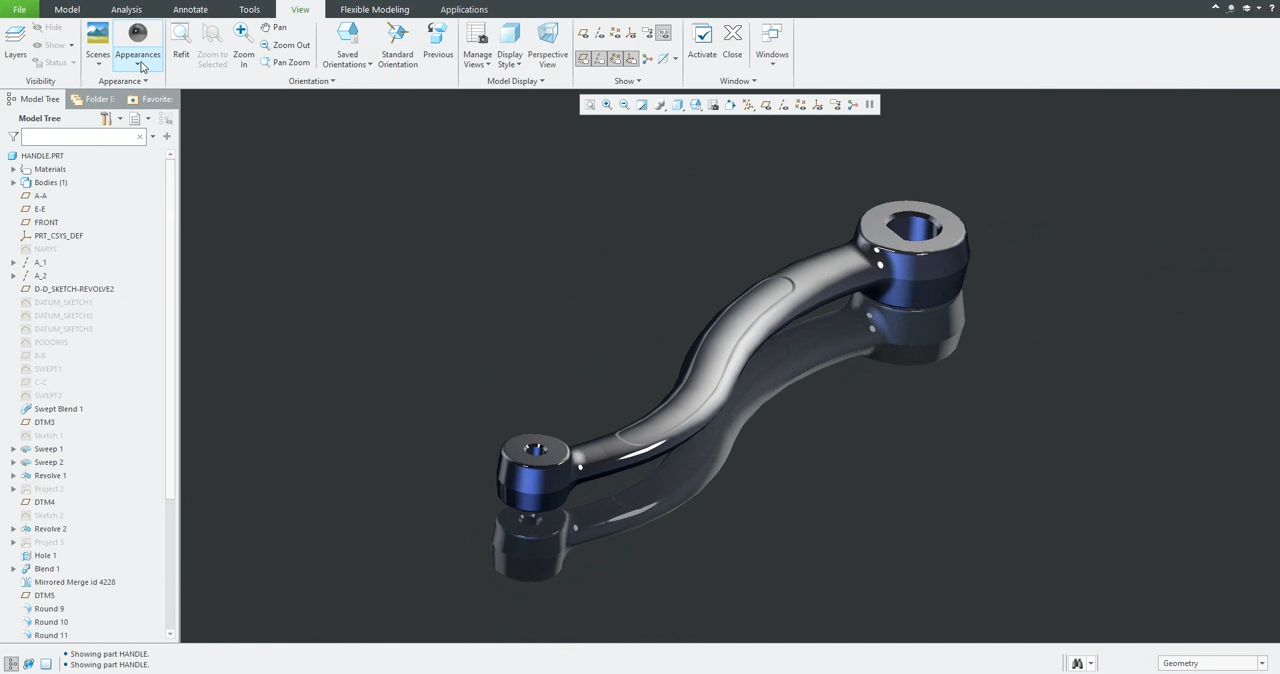 File Model Analysis Annotate Tools View Flexible Modeling Applications
Layers
Hide
Show
Status
Visibility
Scenes
Appearances
Appearance
Refit
Zoom to Selected
Zoom In
Pan
Zoom Out
Pan Zoom
Saved Orientations
Standard Orientation
Previous
Orientation
Manage Views
Display Style
Perspective View
Model Display
Show
Activate
Close
Windows
Window
Model Tree
Folder B
Favorite
Model Tree
HANDLE.PRT
Materials
Bodies (1)
A-A
E-E
FRONT
PRT_CSYS_DEF
NARYS
A_1
A_2
D-D_SKETCH-REVOLVE2
DATUM_SKETCH1
DATUM_SKETCH2
DATUM_SKETCH3
PODORYS
B-B
SWEPT1
C-C
SWEPT2
Swept Blend 1
DTM3
Sketch 1
Sweep 1
Sweep 2
Revolve 1
Project 2
DTM4
Sketch 2
Revolve 2
Project 3
Hole 1
Blend 1
Mirrored Merge id 4228
DTM5
Round 9
Round 10
Round 11
• Showing part HANDLE.
• Showing part HANDLE.
Geometry